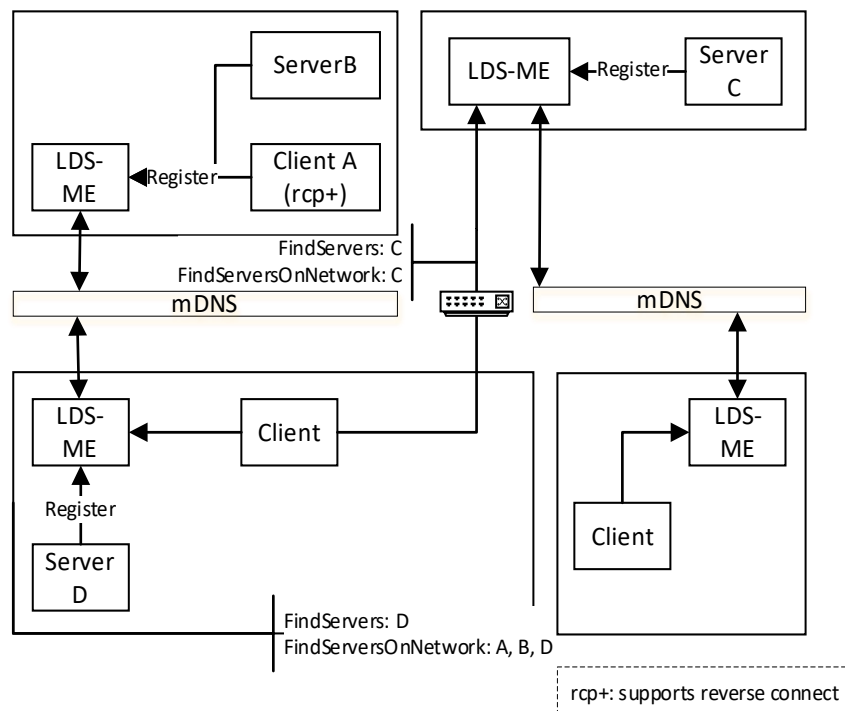 ServerB
LDS-
ME
Register
Client A
(rcp+)
LDS-ME
Register
Server
C
FindServers: C
FindServersOnNetwork: C
mDNS
mDNS
LDS-
ME
Client
Register
Server
D
FindServers: D
FindServersOnNetwork: A, B, D
LDS-
ME
Client
rcp+: supports reverse connect